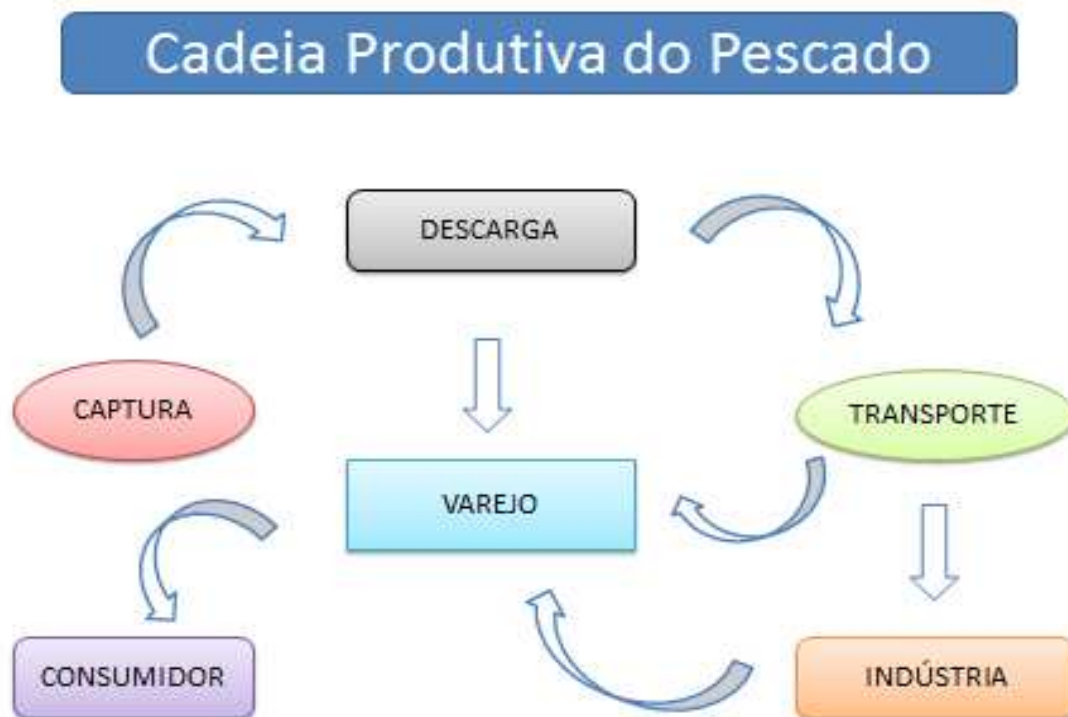 Cadeia Produtiva do Pescado
DESCARGA
CAPTURA
TRANSPORTE
VAREJO
CONSUMIDOR
INDÚSTRIA